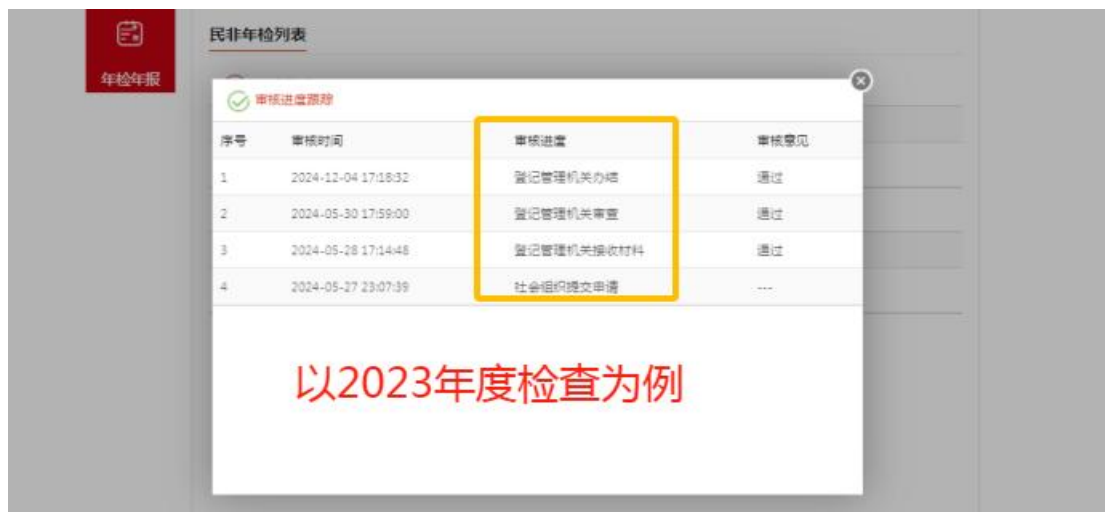 民非年检列表
年检年报
审核进度跟踪
序号 审核时间 审核进度 审核意见
1 2024-12-04 17:18:32 登记管理机关办结 通过
2 2024-05-30 17:59:00 登记管理机关审查 通过
3 2024-05-28 17:14:48 登记管理机关接收材料 通过
4 2024-05-27 23:07:39 社会组织提交申请 ---
以2023年度检查为例